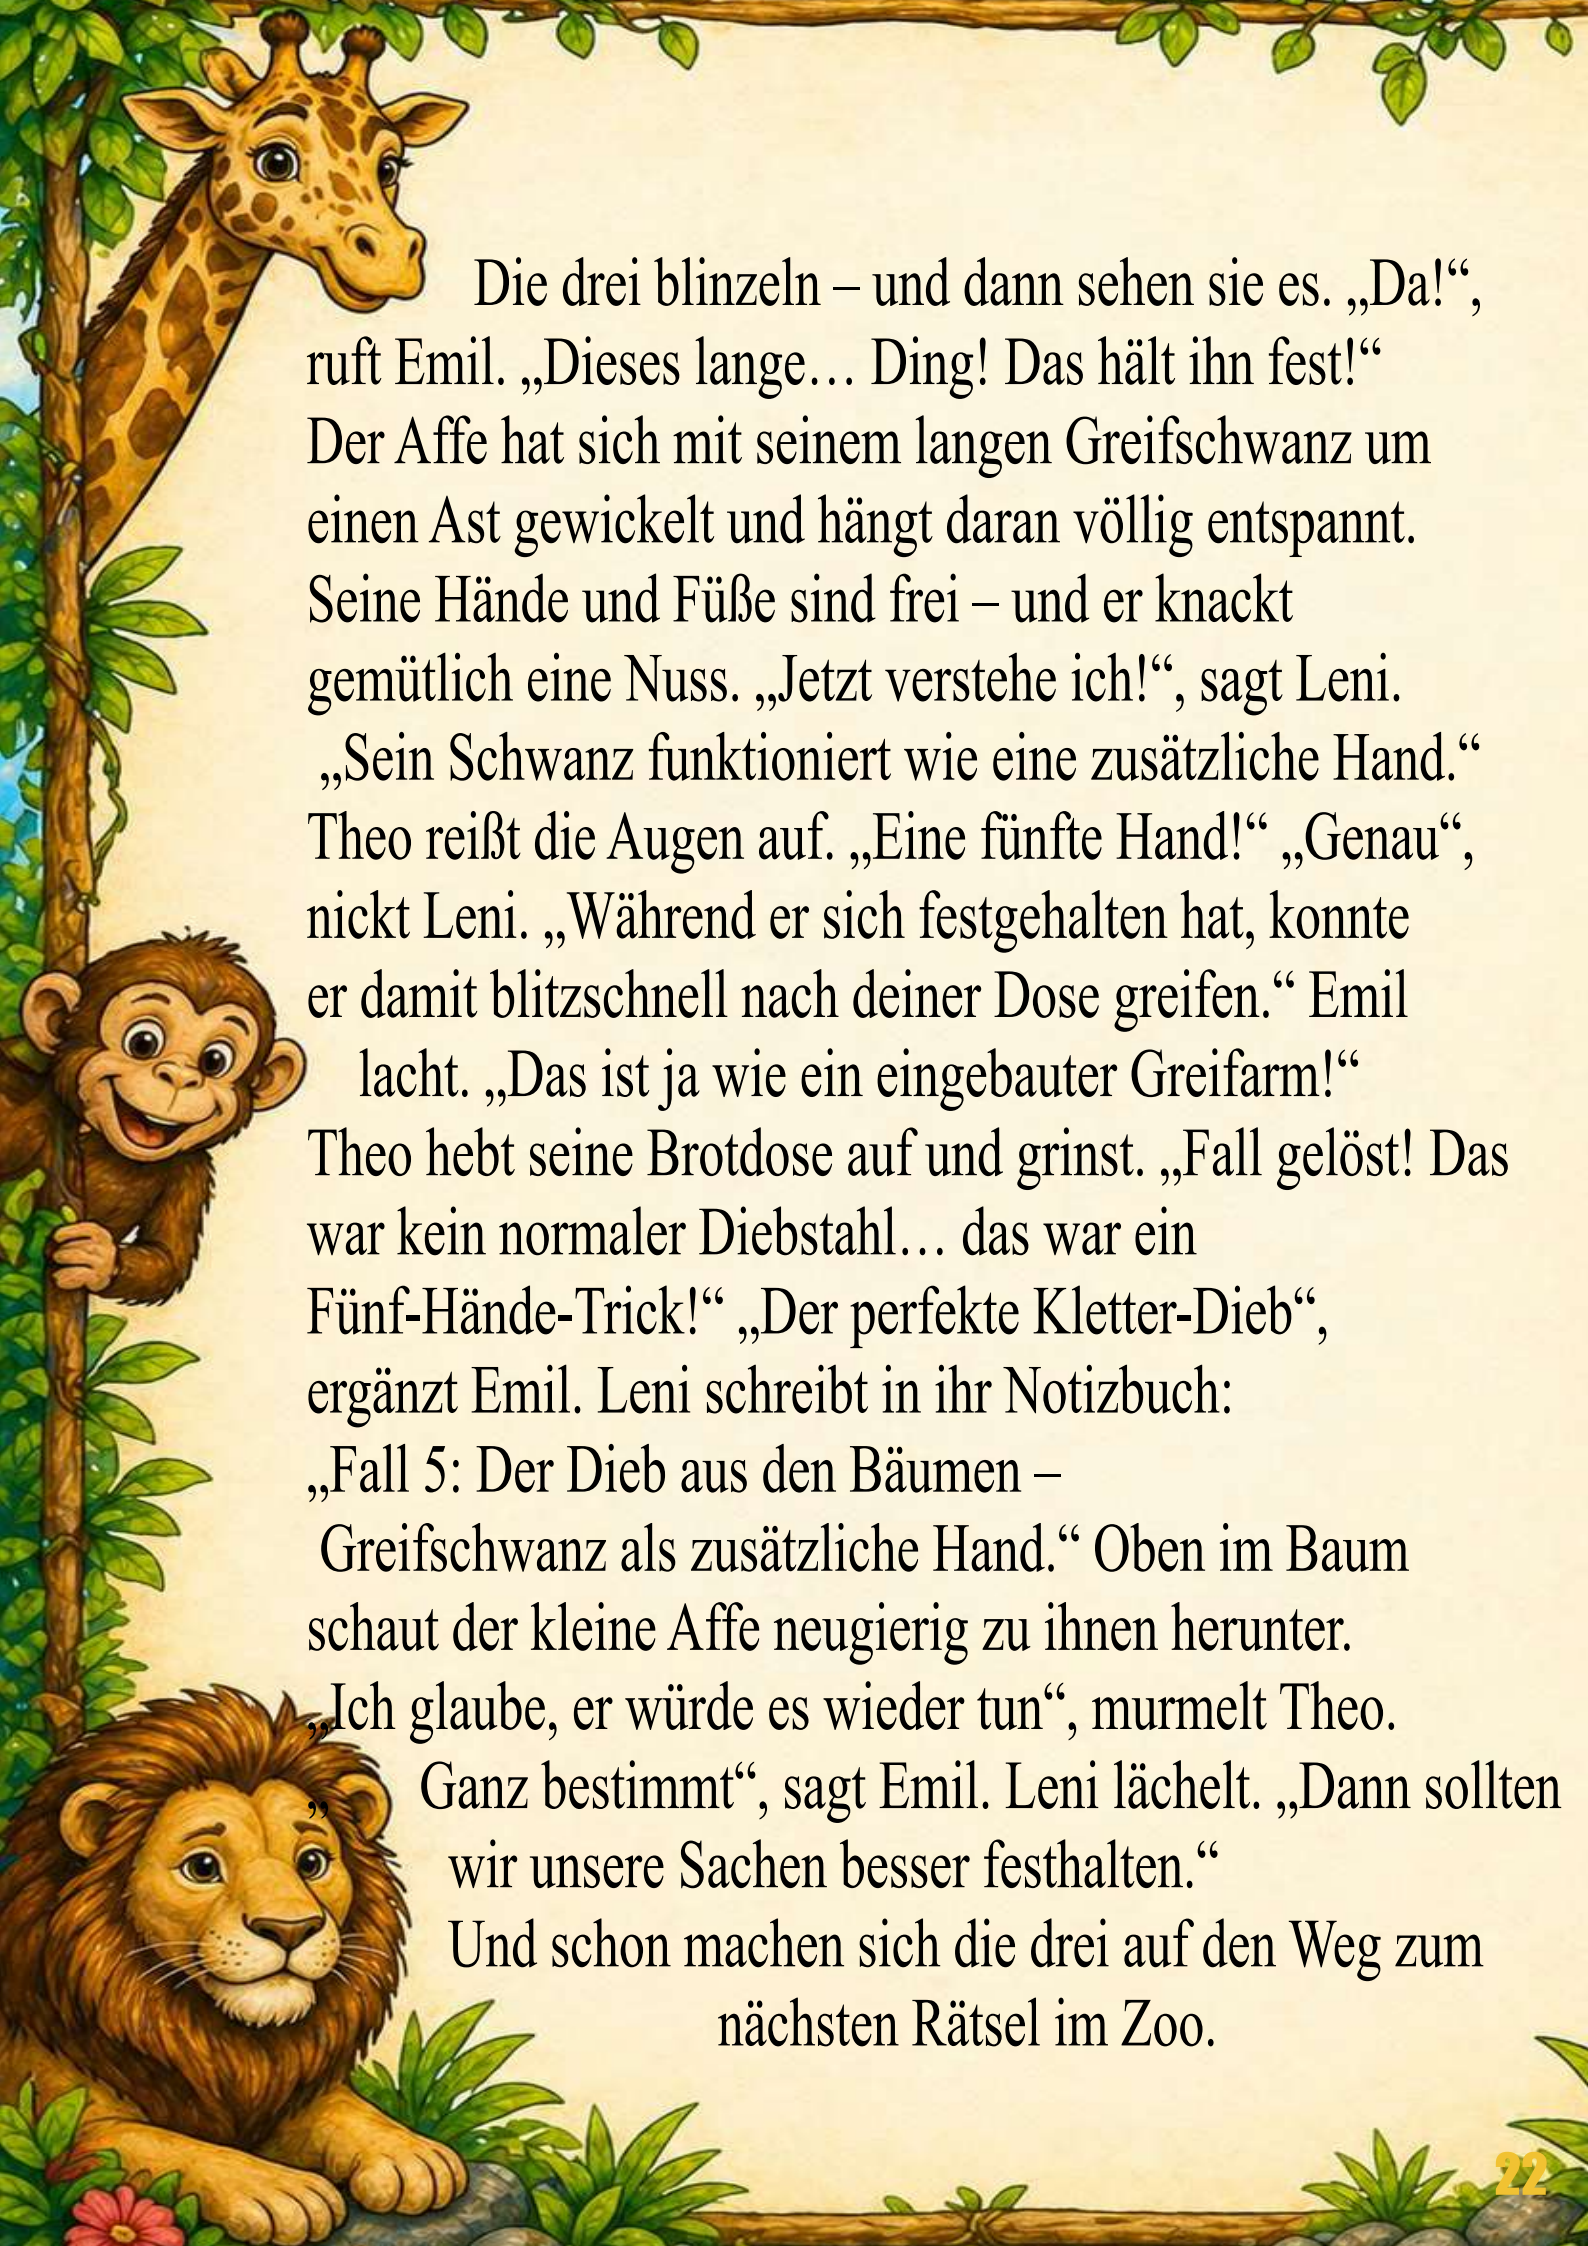 Die drei blinzeln – und dann sehen sie es. „Da!“,
ruft Emil. „Dieses lange… Ding! Das hält ihn fest!“
Der Affe hat sich mit seinem langen Greifschwanz um
einen Ast gewickelt und hängt daran völlig entspannt.
Seine Hände und Füße sind frei – und er knackt
gemütlich eine Nuss. „Jetzt verstehe ich!“, sagt Leni.
„Sein Schwanz funktioniert wie eine zusätzliche Hand.“
Theo reißt die Augen auf. „Eine fünfte Hand!“ „Genau“,
nickt Leni. „Während er sich festgehalten hat, konnte
er damit blitzschnell nach deiner Dose greifen.“ Emil
lacht. „Das ist ja wie ein eingebauter Greifarm!“
Theo hebt seine Brotdose auf und grinst. „Fall gelöst! Das
war kein normaler Diebstahl… das war ein
Fünf-Hände-Trick!“ „Der perfekte Kletter-Dieb“,
ergänzt Emil. Leni schreibt in ihr Notizbuch:
„Fall 5: Der Dieb aus den Bäumen –
Greifschwanz als zusätzliche Hand.“ Oben im Baum
schaut der kleine Affe neugierig zu ihnen herunter.
„Ich glaube, er würde es wieder tun“, murmelt Theo.
„ Ganz bestimmt“, sagt Emil. Leni lächelt. „Dann sollten
wir unsere Sachen besser festhalten.“
Und schon machen sich die drei auf den Weg zum
nächsten Rätsel im Zoo.
22